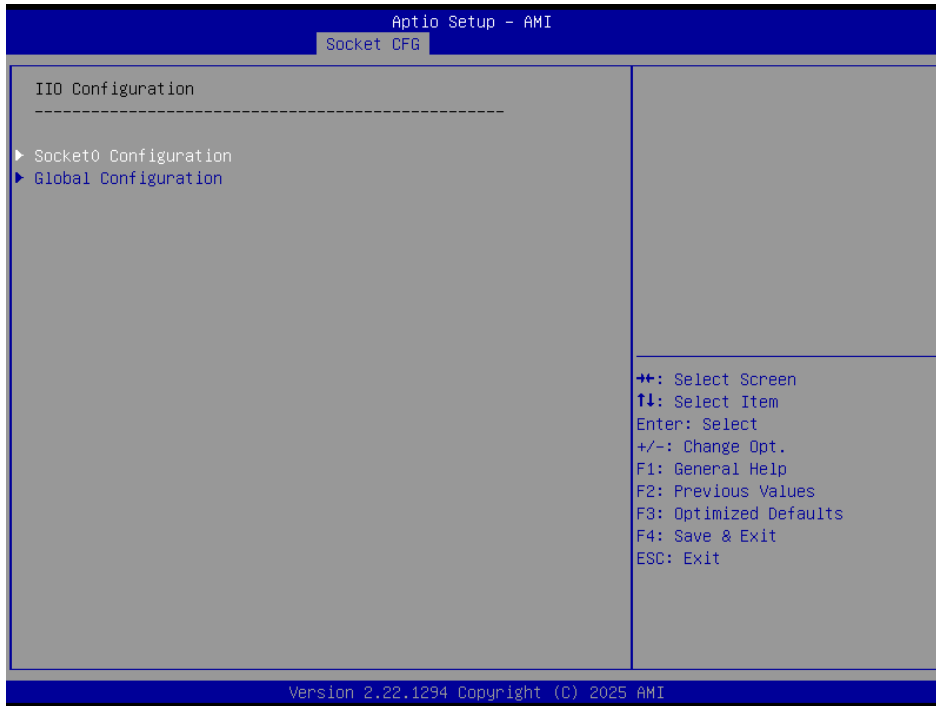 Aptio Setup - AMI
Socket CFG
IIO Configuration
--------------------------------------------------
Socket0 Configuration
Global Configuration
→←: Select Screen
↑↓: Select Item
Enter: Select
+/-: Change Opt.
F1: General Help
F2: Previous Values
F3: Optimized Defaults
F4: Save & Exit
ESC: Exit
Version 2.22.1294 Copyright (C) 2025 AMI